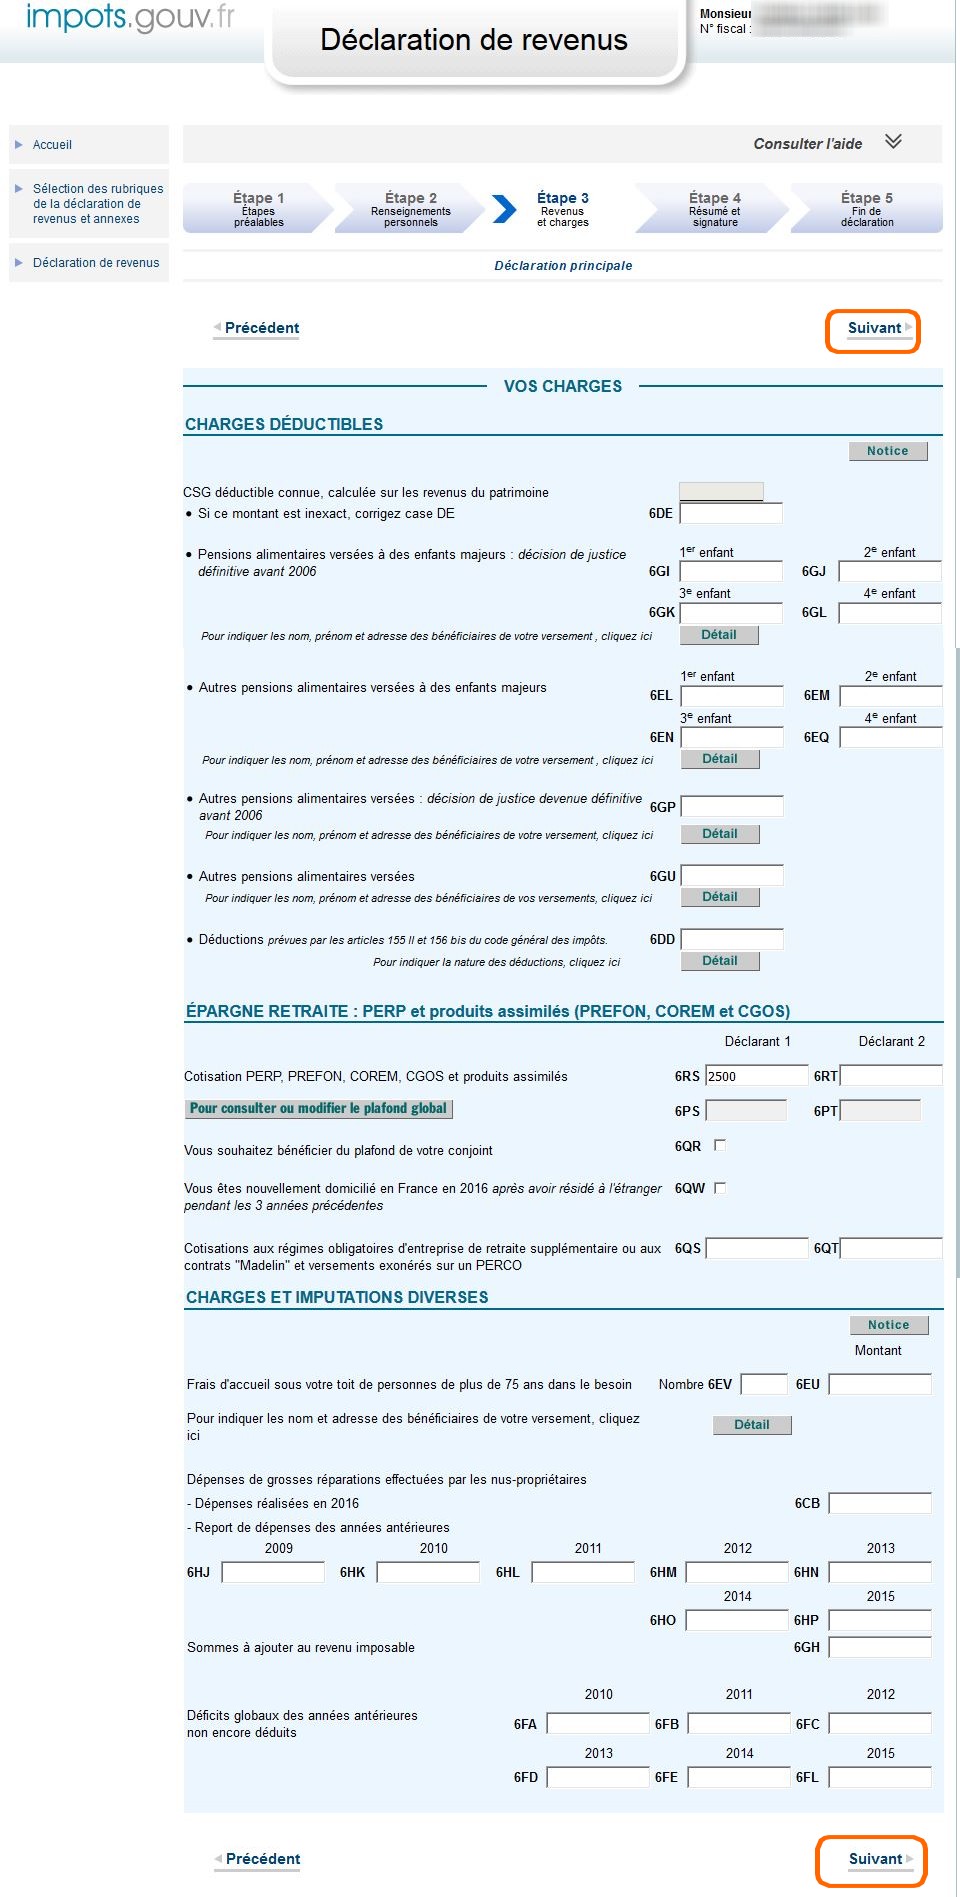 impots.gouv.fr
Déclaration de revenus
Monsieur
N° fiscal :
Accueil
Sélection des rubriques
de la déclaration de
revenus et annexes
Déclaration de revenus
Consulter l'aide
Étape 1
Étapes
préalables
Étape 2
Renseignements
personnels
Étape 3
Revenus
et charges
Étape 4
Résumé et
signature
Étape 5
Fin de
déclaration
Déclaration principale
Précédent Suivant
VOS CHARGES
CHARGES DÉDUCTIBLES
Notice
CSG déductible connue, calculée sur les revenus du patrimoine
• Si ce montant est inexact, corrigez case DE 6DE
1er enfant 2e enfant
• Pensions alimentaires versées à des enfants majeurs : décision de justice
définitive avant 2006 6GI 6GJ
3e enfant 4e enfant
6GK 6GL
Pour indiquer les nom, prénom et adresse des bénéficiaires de votre versement , cliquez ici Détail
1er enfant 2e enfant
• Autres pensions alimentaires versées à des enfants majeurs 6EL 6EM
3e enfant 4e enfant
6EN 6EQ
Pour indiquer les nom, prénom et adresse des bénéficiaires de votre versement , cliquez ici Détail
• Autres pensions alimentaires versées : décision de justice devenue définitive
avant 2006 6GP
Pour indiquer les nom, prénom et adresse des bénéficiaires de votre versement, cliquez ici Détail
• Autres pensions alimentaires versées 6GU
Pour indiquer les nom, prénom et adresse des bénéficiaires de vos versements, cliquez ici Détail
• Déductions prévues par les articles 155 II et 156 bis du code général des impôts. 6DD
Pour indiquer la nature des déductions, cliquez ici Détail
ÉPARGNE RETRAITE : PERP et produits assimilés (PREFON, COREM et CGOS)
Déclarant 1 Déclarant 2
Cotisation PERP, PREFON, COREM, CGOS et produits assimilés 6RS 2500 6RT
Pour consulter ou modifier le plafond global 6PS 6PT
Vous souhaitez bénéficier du plafond de votre conjoint 6QR
Vous êtes nouvellement domicilié en France en 2016 après avoir résidé à l'étranger 6QW
pendant les 3 années précédentes
Cotisations aux régimes obligatoires d'entreprise de retraite supplémentaire ou aux 6QS 6QT
contrats "Madelin" et versements exonérés sur un PERCO
CHARGES ET IMPUTATIONS DIVERSES
Notice
Montant
Frais d'accueil sous votre toit de personnes de plus de 75 ans dans le besoin Nombre 6EV 6EU
Pour indiquer les nom et adresse des bénéficiaires de votre versement, cliquez
ici Détail
Dépenses de grosses réparations effectuées par les nus-propriétaires
- Dépenses réalisées en 2016 6CB
- Report de dépenses des années antérieures
2009 2010 2011 2012 2013
6HJ 6HK 6HL 6HM 6HN
2014 2015
6HO 6HP
Sommes à ajouter au revenu imposable 6GH
2010 2011 2012
Déficits globaux des années antérieures
non encore déduits 6FA 6FB 6FC
2013 2014 2015
6FD 6FE 6FL
Précédent Suivant